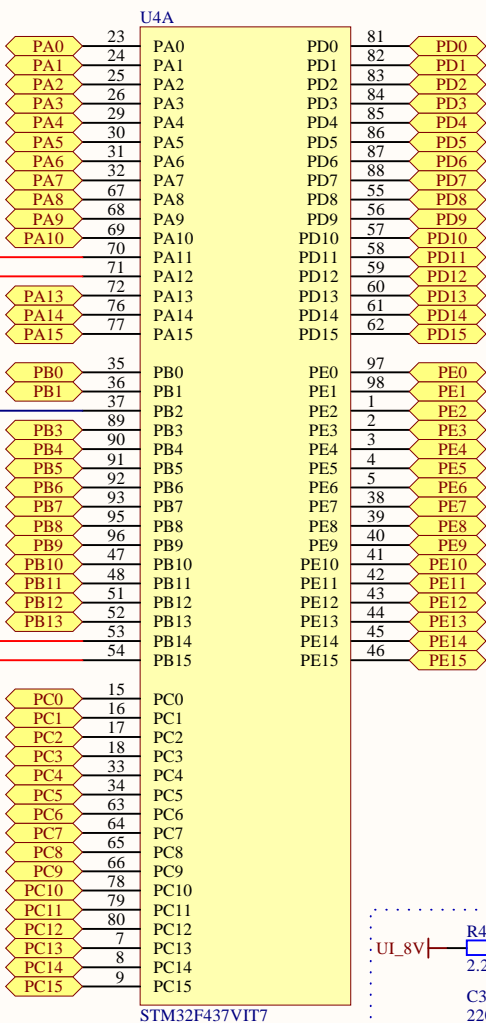 U4A
PA0 23 PA0 PD0 81 PD0
PA1 24 PA1 PD1 82 PD1
PA2 25 PA2 PD2 83 PD2
PA3 26 PA3 PD3 84 PD3
PA4 29 PA4 PD4 85 PD4
PA5 30 PA5 PD5 86 PD5
PA6 31 PA6 PD6 87 PD6
PA7 32 PA7 PD7 88 PD7
PA8 67 PA8 PD8 55 PD8
PA9 68 PA9 PD9 56 PD9
PA10 69 PA10 PD10 57 PD10
70 PA11 PD11 58 PD11
71 PA12 PD12 59 PD12
PA13 72 PA13 PD13 60 PD13
PA14 76 PA14 PD14 61 PD14
PA15 77 PA15 PD15 62 PD15
PB0 35 PB0 PE0 97 PE0
PB1 36 PB1 PE1 98 PE1
37 PB2 PE2 1 PE2
PB3 89 PB3 PE3 2 PE3
PB4 90 PB4 PE4 3 PE4
PB5 91 PB5 PE5 4 PE5
PB6 92 PB6 PE6 5 PE6
PB7 93 PB7 PE7 38 PE7
PB8 95 PB8 PE8 39 PE8
PB9 96 PB9 PE9 40 PE9
PB10 47 PB10 PE10 41 PE10
PB11 48 PB11 PE11 42 PE11
PB12 51 PB12 PE12 43 PE12
PB13 52 PB13 PE13 44 PE13
53 PB14 PE14 45 PE14
54 PB15 PE15 46 PE15
PC0 15 PC0
PC1 16 PC1
PC2 17 PC2
PC3 18 PC3
PC4 33 PC4
PC5 34 PC5
PC6 63 PC6
PC7 64 PC7
PC8 65 PC8
PC9 66 PC9
PC10 78 PC10
PC11 79 PC11
PC12 80 PC12
PC13 7 PC13
PC14 8 PC14
PC15 9 PC15
STM32F437VIT7
R4
UI_8V
2.2
C3
220